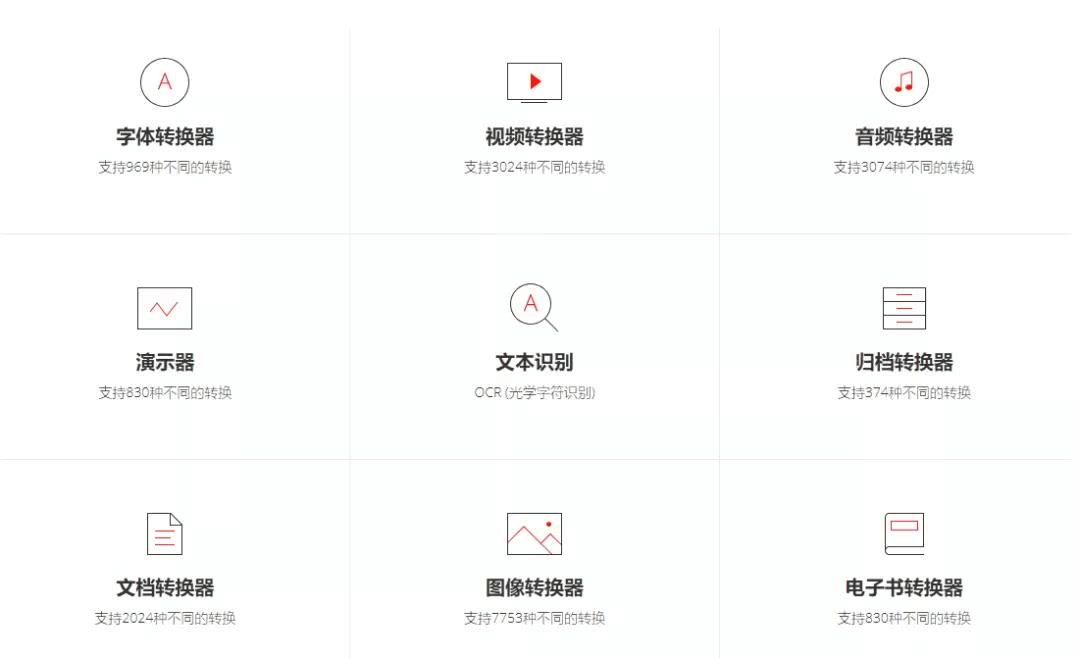 A
字体转换器
支持969种不同的转换
视频转换器
支持3024种不同的转换
音频转换器
支持3074种不同的转换
演示器
支持830种不同的转换
A
文本识别
OCR (光学字符识别)
归档转换器
支持374种不同的转换
文档转换器
支持2024种不同的转换
图像转换器
支持7753种不同的转换
电子书转换器
支持830种不同的转换